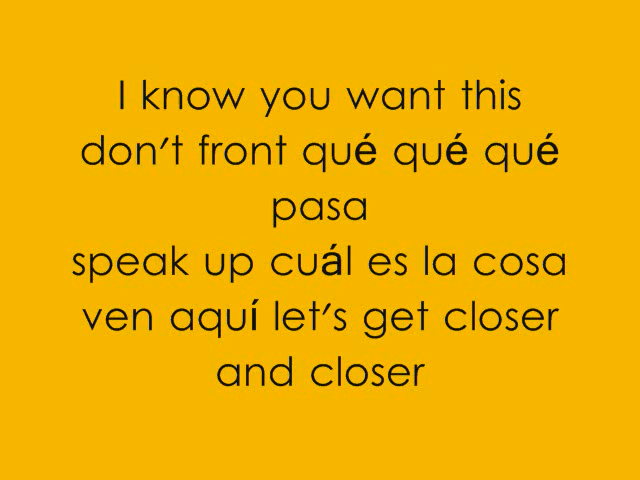 I know you want this
don't front qué qué qué
pasa
speak up cuál es la cosa
ven aquí let's get closer
and closer